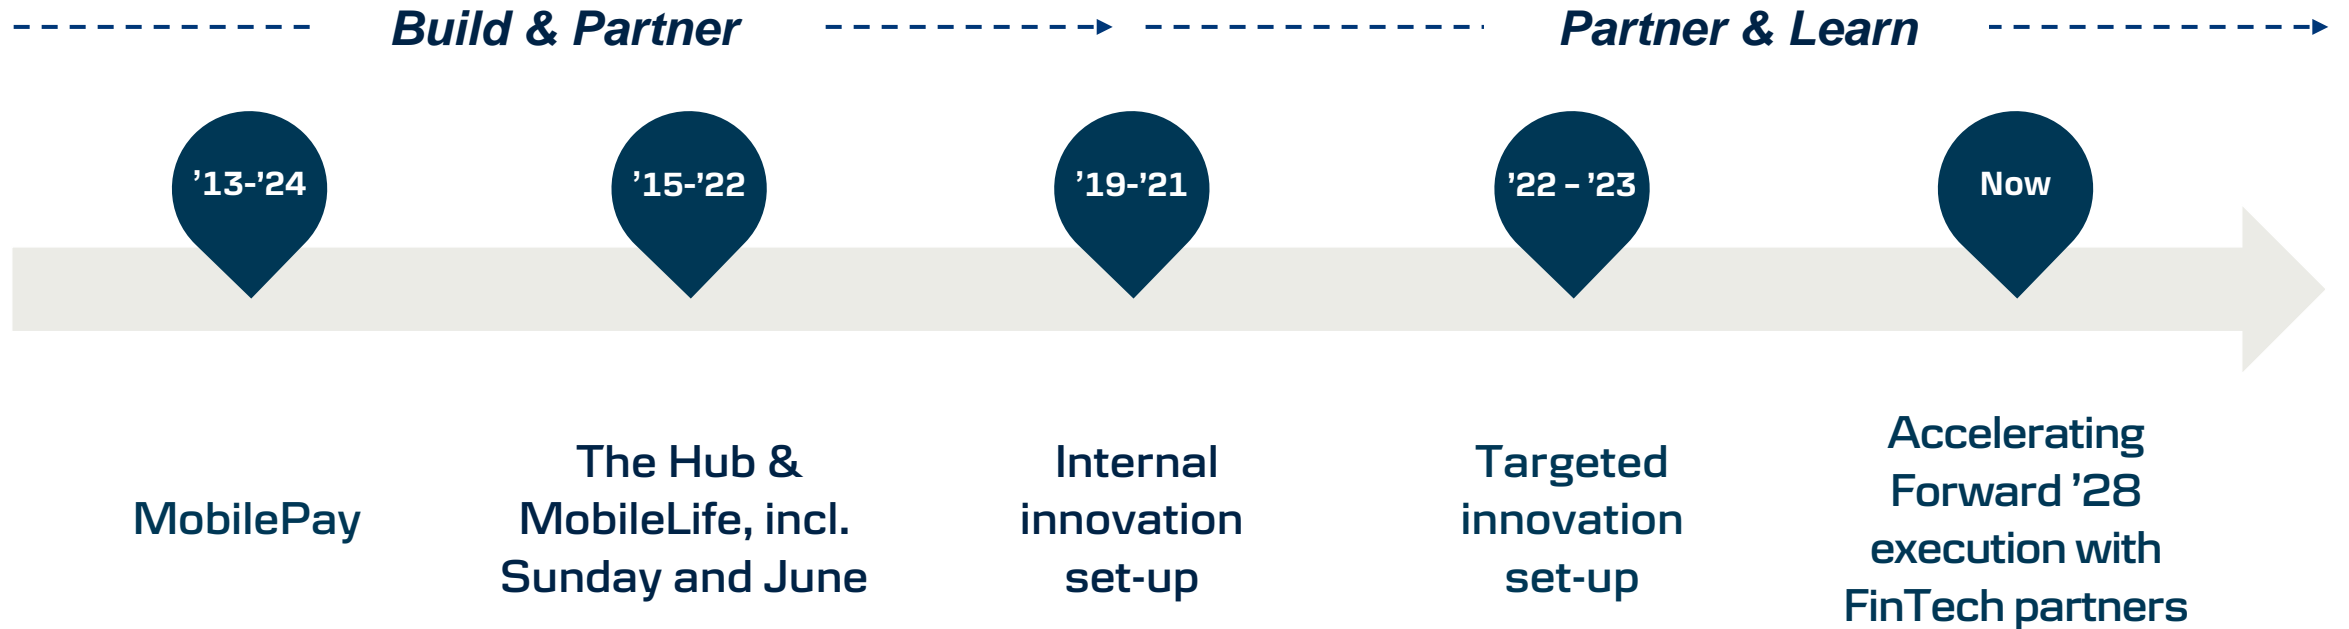 Build & Partner
Partner & Learn
’13-’24
’15-’22
’19-’21
’22 – ’23
Now
MobilePay
The Hub &
MobileLife, incl.
Sunday and June
Internal
innovation
set-up
Targeted
innovation
set-up
Accelerating
Forward ’28
execution with
FinTech partners